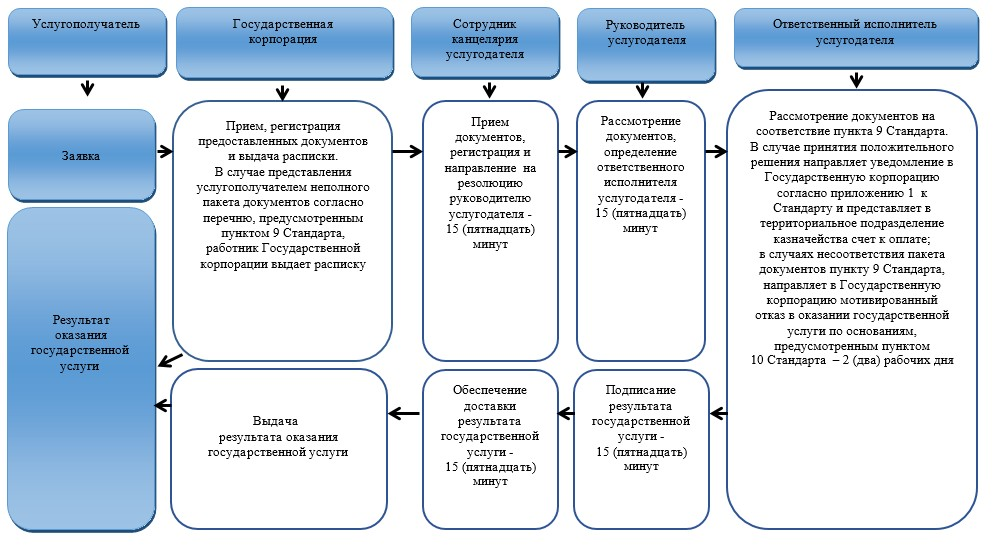 Услугополучатель
Государственная
корпорация
Сотрудник
канцелярия
услугодателя
Руководитель
услугодателя
Ответственный исполнитель
услугодателя
Заявка
Прием, регистрация
предоставленных документов
и выдача расписки.
В случае представления
услугополучателем неполного
пакета документов согласно
перечню, предусмотренным
пунктом 9 Стандарта,
работник Государственной
корпорации выдает расписку
Прием
документов,
регистрация и
направление на
резолюцию
руководителю
услугодателя -
15 (пятнадцать)
минут
Рассмотрение
документов,
определение
ответственного
исполнителя
услугодателя -
15 (пятнадцать)
минут
Рассмотрение документов на
соответствие пункта 9 Стандарта.
В случае принятия положительного
решения направляет уведомление в
Государственную корпорацию
согласно приложению 1 к
Стандарту и представляет в
территориальное подразделение
казначейства счет к оплате;
в случаях несоответствия пакета
документов пункту 9 Стандарта,
направляет в Государственную
корпорацию мотивированный
отказ в оказании государственной
услуги по основаниям,
предусмотренным пунктом
10 Стандарта – 2 (два) рабочих дня
Результат
оказания
государственной
услуги
Выдача
результата оказания
государственной услуги
Обеспечение
доставки
результата
государственной
услуги -
15 (пятнадцать)
минут
Подписание
результата
государственной
услуги -
15 (пятнадцать)
минут